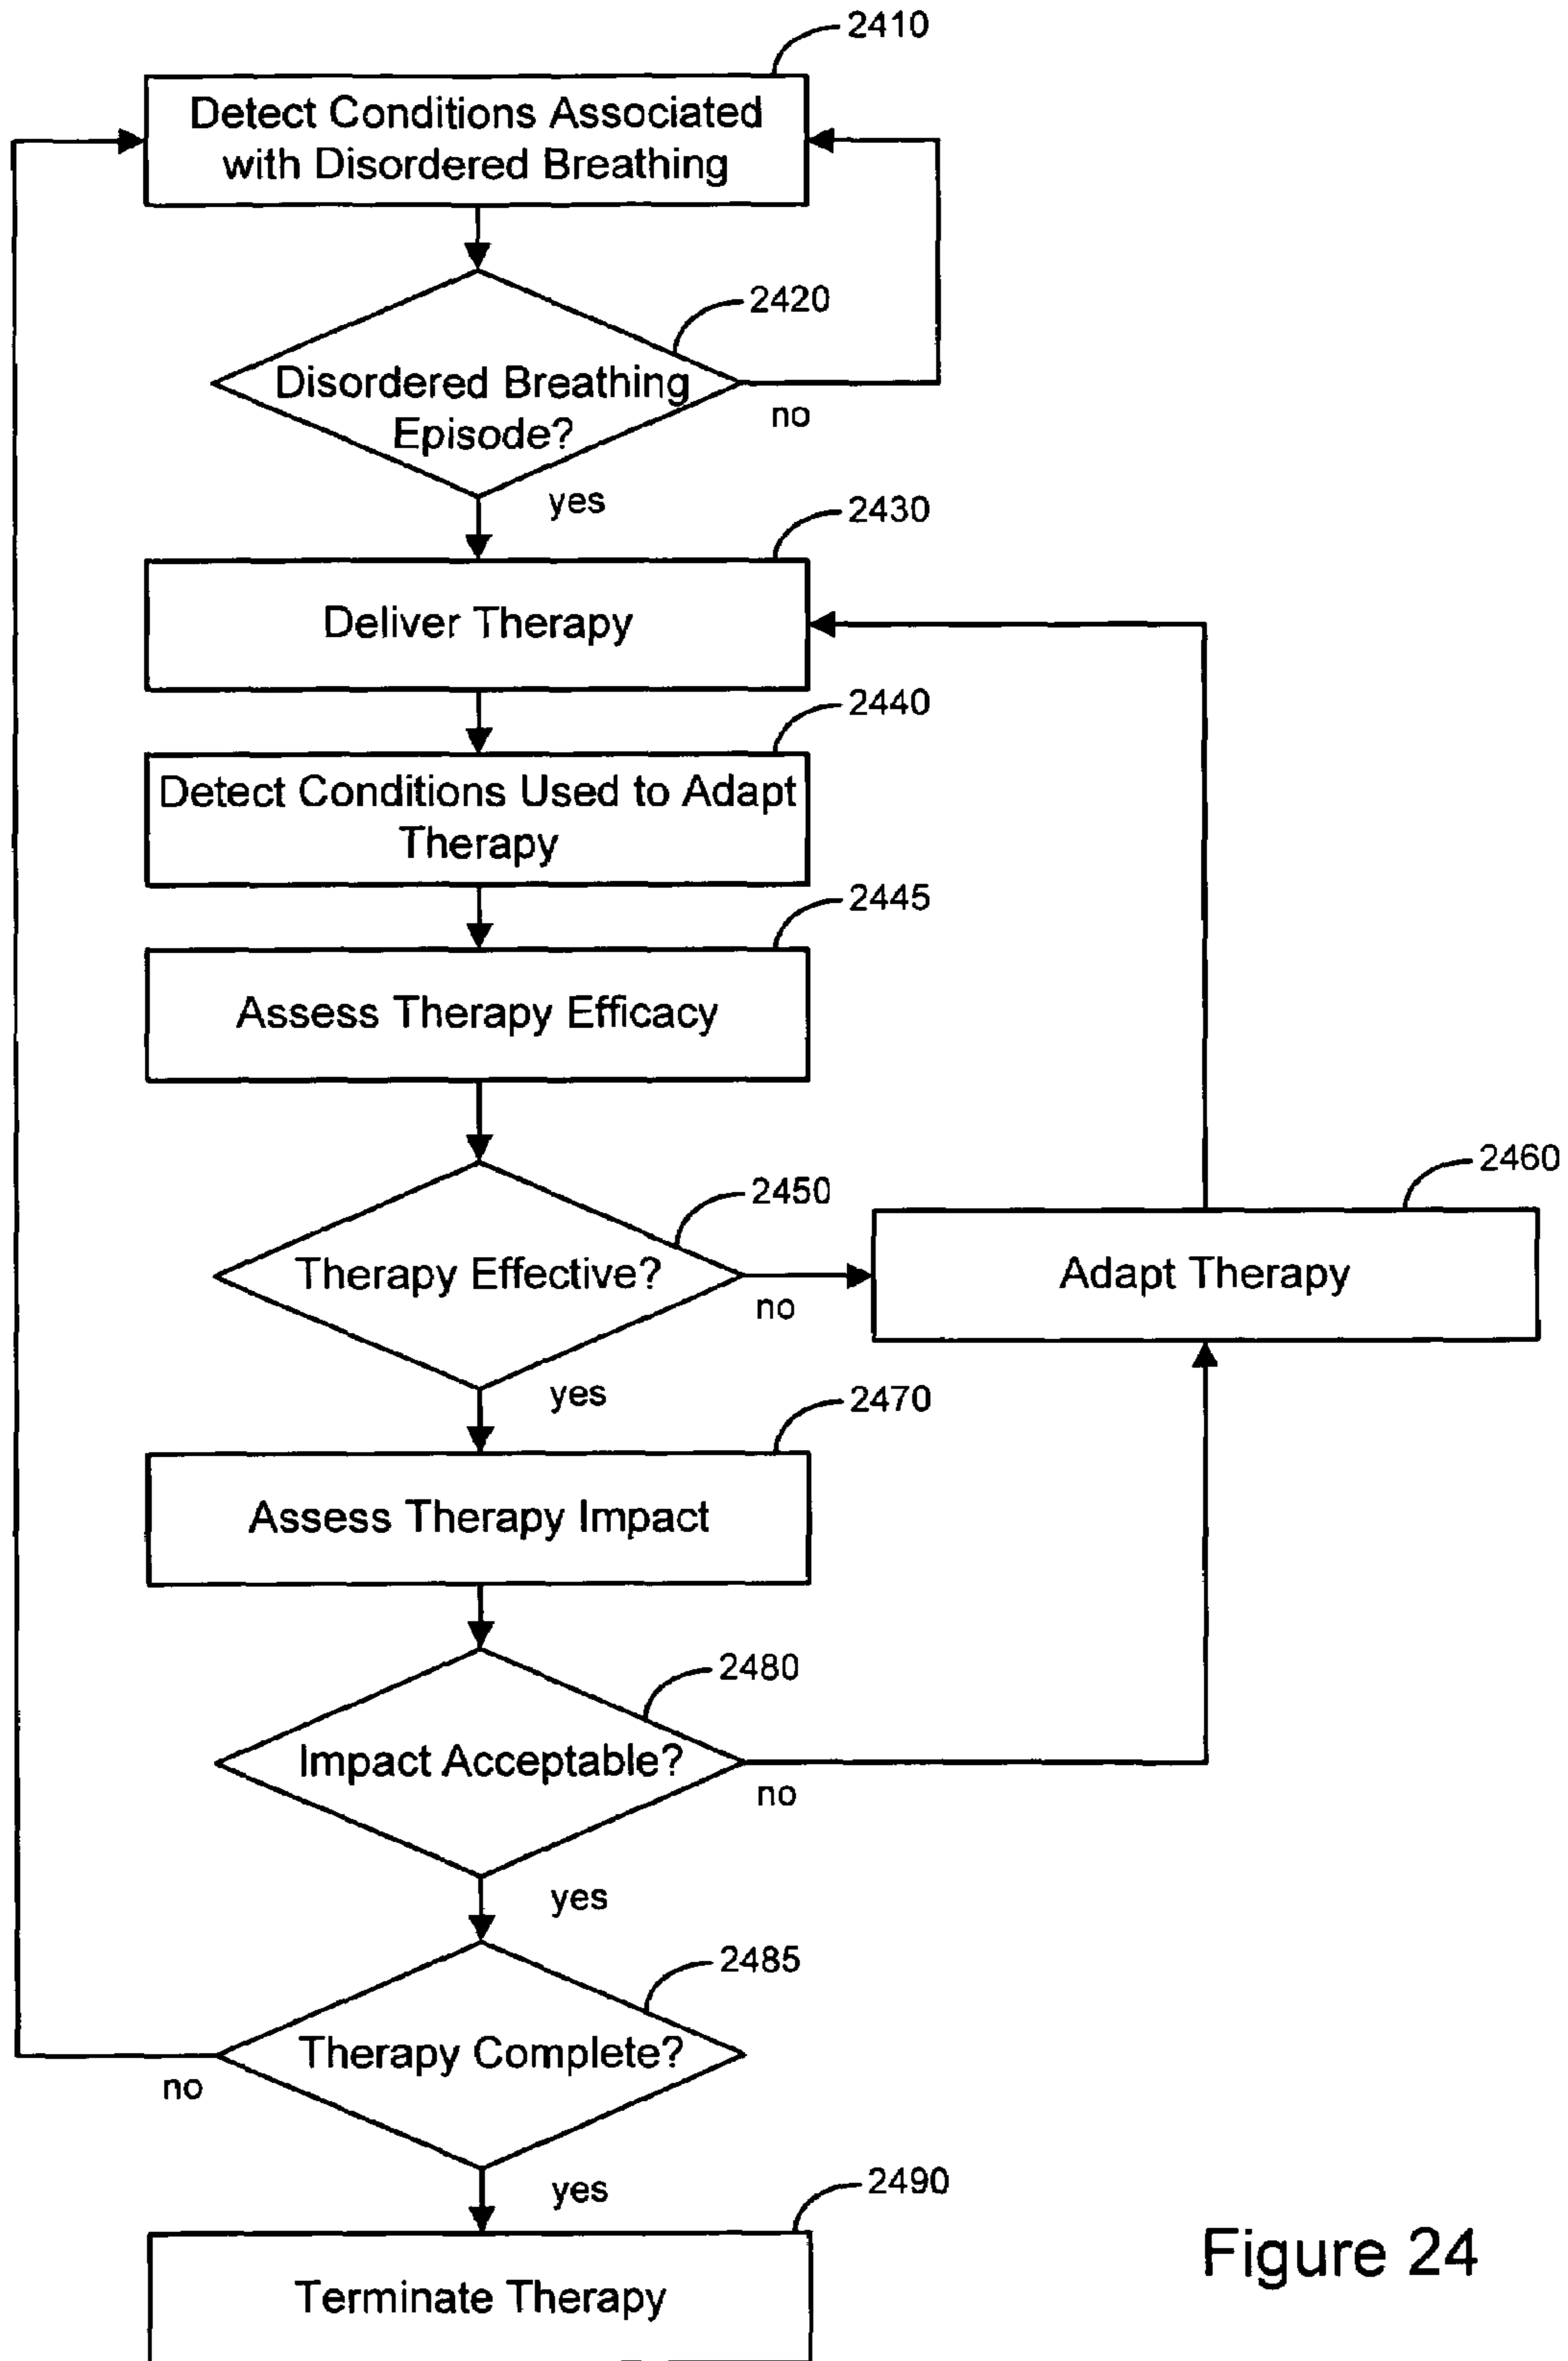 2410
Detect Conditions Associated
with Disordered Breathing
2420
Disordered Breathing
Episode?
no
yes
2430
Deliver Therapy
2440
Detect Conditions Used to Adapt
Therapy
2445
Assess Therapy Efficacy
2450
Therapy Effective?
no
2460
Adapt Therapy
yes
2470
Assess Therapy Impact
2480
Impact Acceptable?
no
yes
2485
Therapy Complete?
no
yes
2490
Terminate Therapy
Figure 24